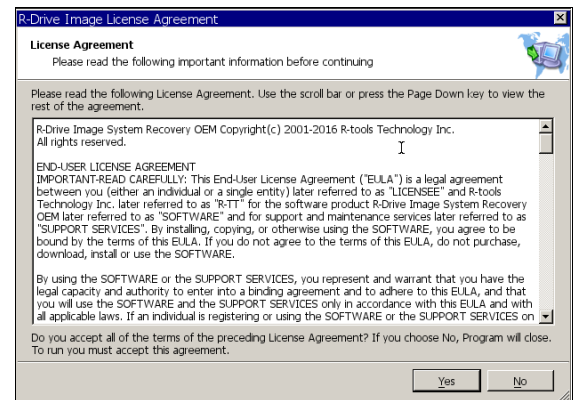 R-Drive Image License Agreement
License Agreement
Please read the following important information before continuing
Please read the following License Agreement. Use the scroll bar or press the Page Down key to view the
rest of the agreement.
R-Drive Image System Recovery OEM Copyright(c) 2001-2016 R-tools Technology Inc.
All rights reserved.
END-USER LICENSE AGREEMENT
IMPORTANT-READ CAREFULLY: This End-User License Agreement ("EULA") is a legal agreement
between you (either an individual or a single entity) later referred to as "LICENSEE" and R-tools
Technology Inc. later referred to as "R-TT" for the software product R-Drive Image System Recovery
OEM later referred to as "SOFTWARE" and for support and maintenance services later referred to as
"SUPPORT SERVICES". By installing, copying, or otherwise using the SOFTWARE, you agree to be
bound by the terms of this EULA. If you do not agree to the terms of this EULA, do not purchase,
download, install or use the SOFTWARE.
By using the SOFTWARE or the SUPPORT SERVICES, you represent and warrant that you have the
legal capacity and authority to enter into a binding agreement and to adhere to this EULA, and that
you will use the SOFTWARE and the SUPPORT SERVICES only in accordance with this EULA and with
all applicable laws. If an individual is registering or using the SOFTWARE or the SUPPORT SERVICES on
Do you accept all of the terms of the preceding License Agreement? If you choose No, Program will close.
To run you must accept this agreement.
Yes No